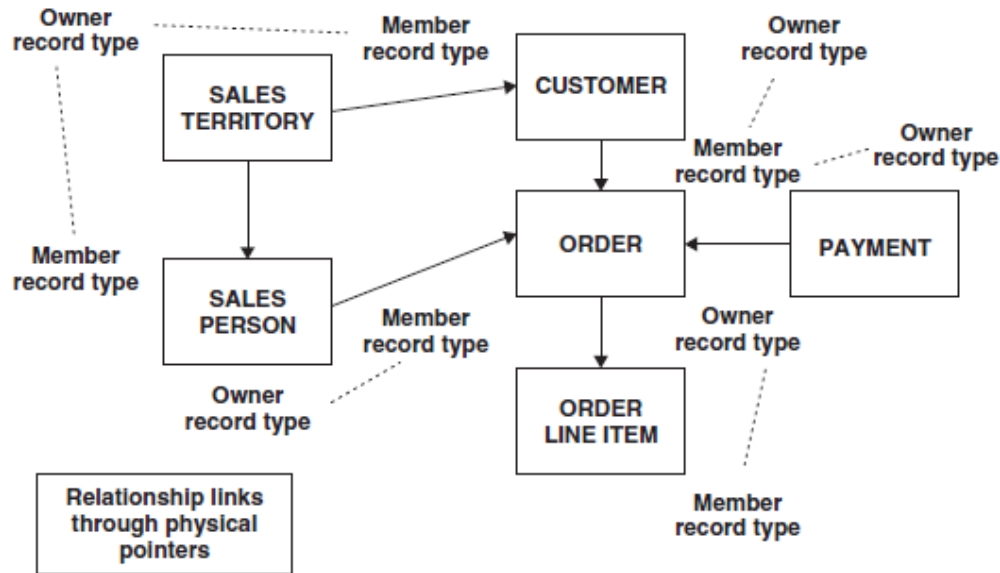 Owner
record type
Member
record type
Owner
record type
SALES
TERRITORY
CUSTOMER
Member
record type
Owner
record type
Member
record type
SALES
PERSON
ORDER
PAYMENT
Member
record type
Owner
record type
Owner
record type
ORDER
LINE ITEM
Member
record type
Relationship links
through physical
pointers